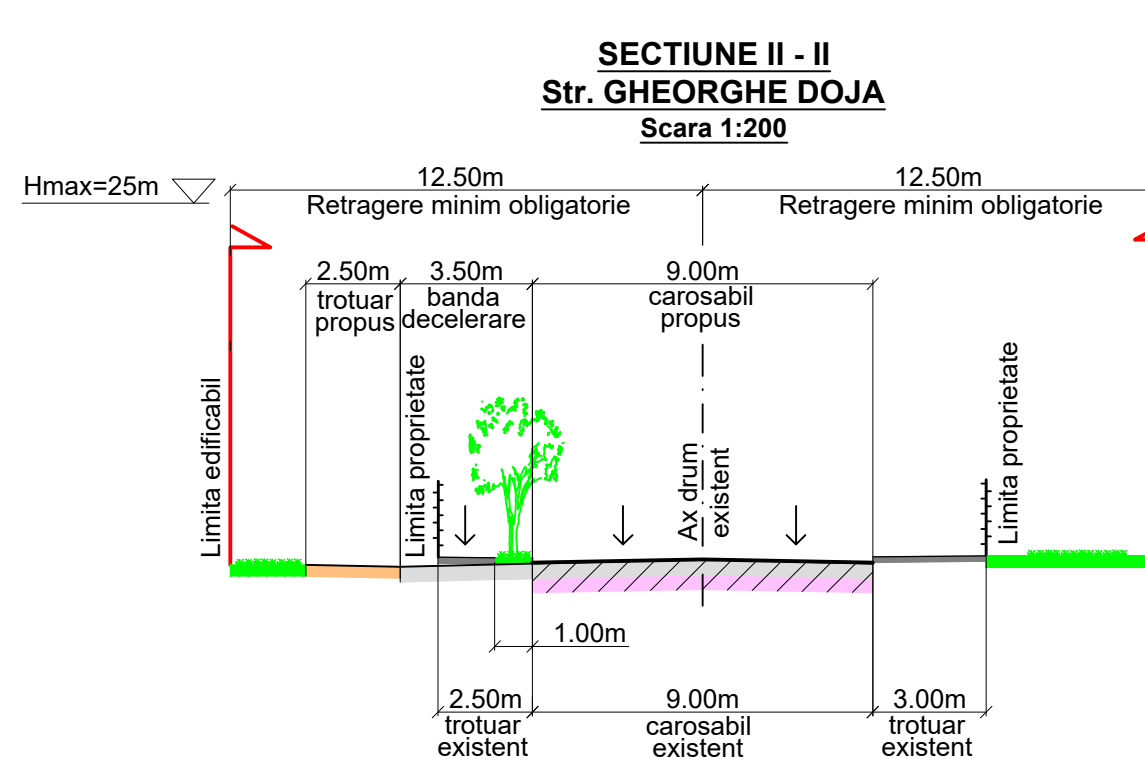 SECTIUNE II - II
Str. GHEORGHE DOJA
Scara 1:200
Hmax=25m
12.50m
Retragere minim obligatorie
12.50m
Retragere minim obligatorie
2.50m
trotuar
propus
3.50m
banda
decelerare
9.00m
carosabil
propus
Limita edificabil
Limita proprietate
Ax drum
existent
Limita proprietate
1.00m
2.50m
trotuar
existent
9.00m
carosabil
existent
3.00m
trotuar
existent